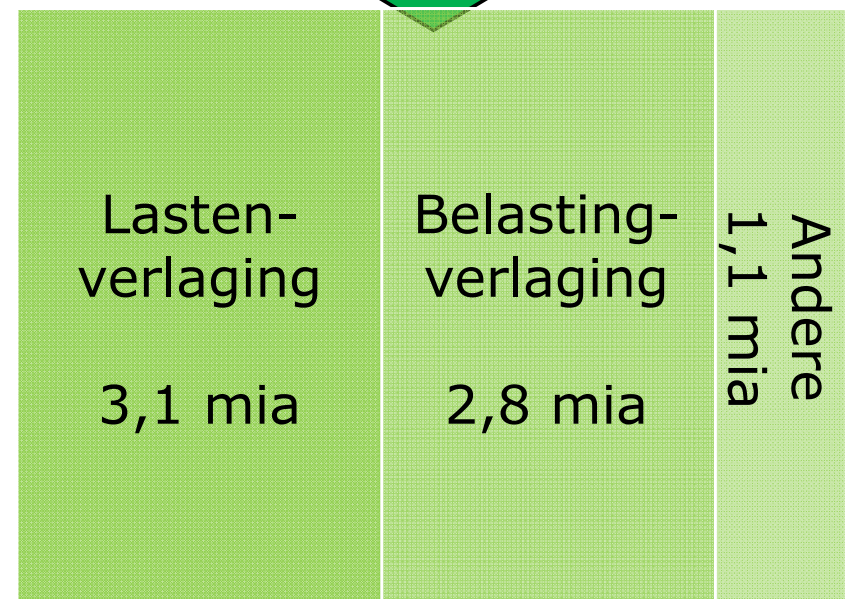 Lasten-
verlaging
3,1 mia
Belasting-
verlaging
2,8 mia
Andere
1,1 mia